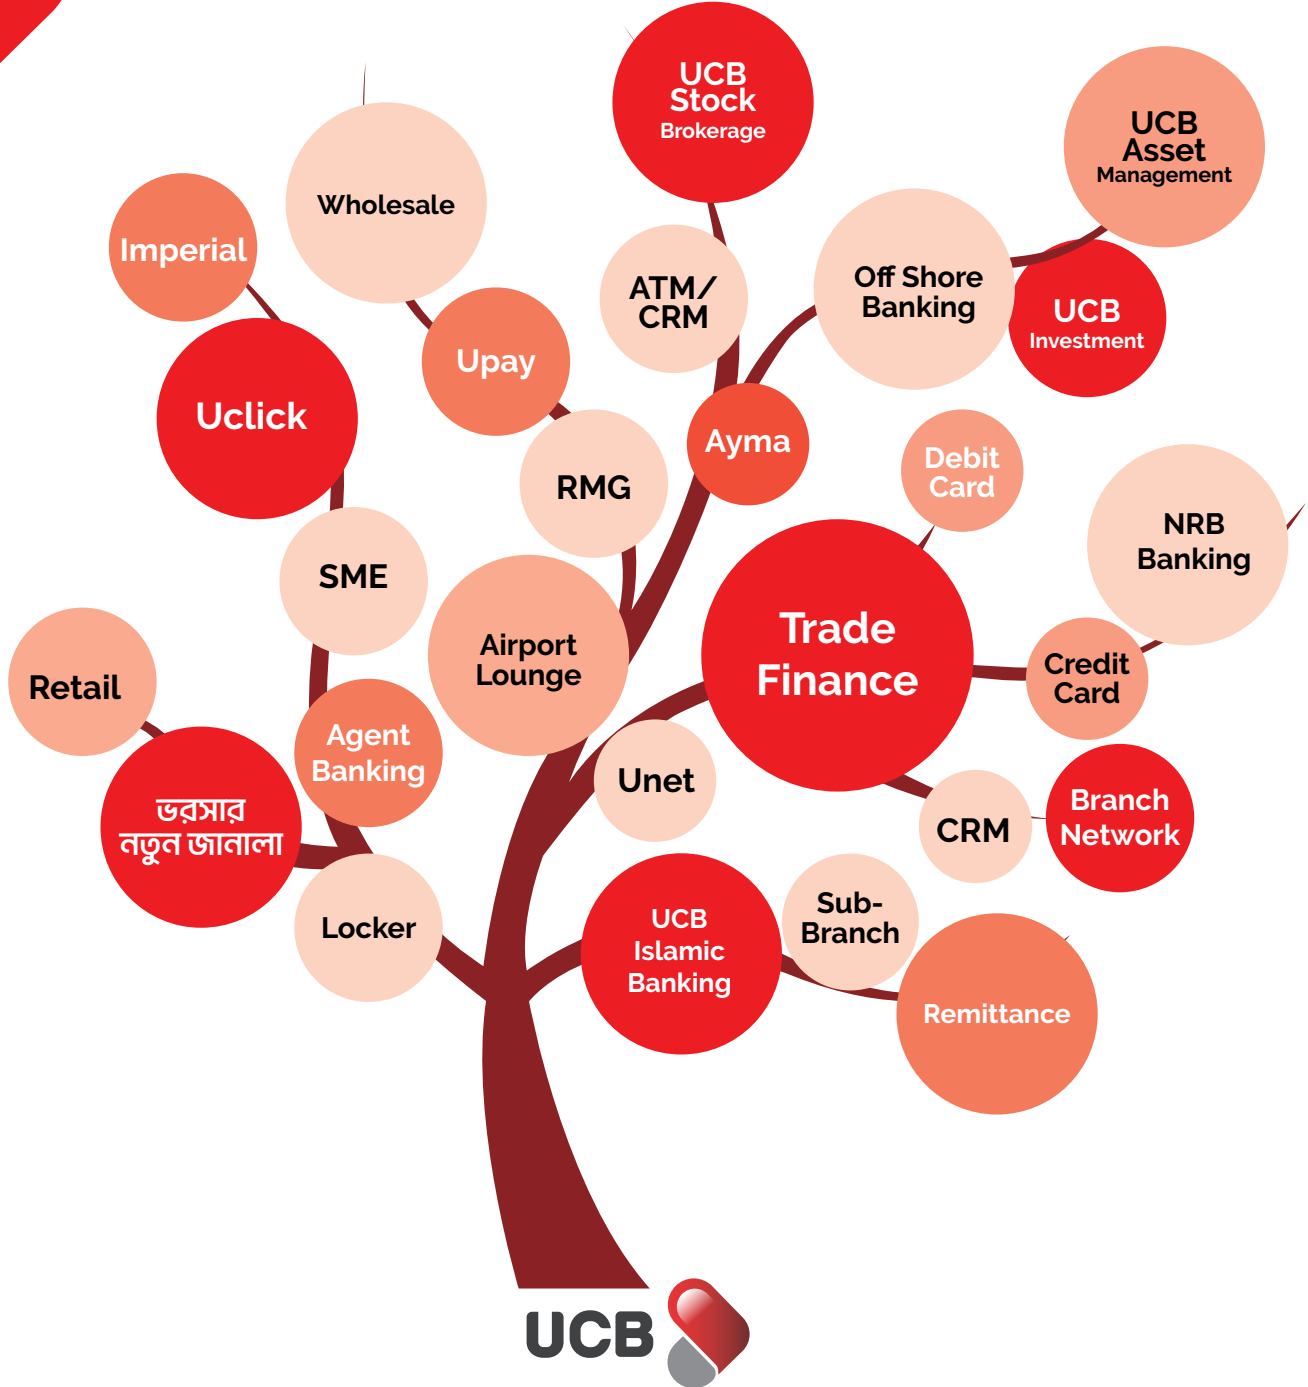 UCB
Stock
Brokerage
UCB
Asset
Management
Wholesale
Imperial
ATM/
CRM
Off Shore
Banking
UCB
Investment
Upay
Uclick
Ayma
Debit
Card
RMG
NRB
Banking
SME
Airport
Lounge
Trade
Finance
Credit
Card
Retail
Agent
Banking
Unet
ভরসার
নতুন জানালা
CRM
Branch
Network
Locker
UCB
Islamic
Banking
Sub-
Branch
Remittance
UCB